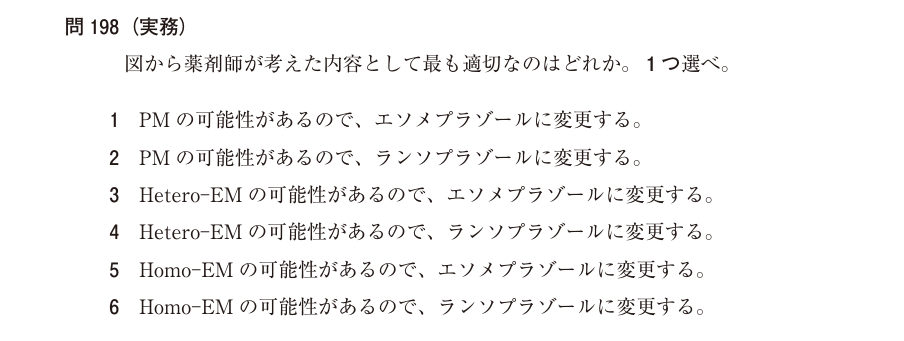 問 198（実務）
図から薬剤師が考えた内容として最も適切なのはどれか。1つ選べ。
1 PM の可能性があるので、エソメプラゾールに変更する。
2 PM の可能性があるので、ランソプラゾールに変更する。
3 Hetero-EM の可能性があるので、エソメプラゾールに変更する。
4 Hetero-EM の可能性があるので、ランソプラゾールに変更する。
5 Homo-EM の可能性があるので、エソメプラゾールに変更する。
6 Homo-EM の可能性があるので、ランソプラゾールに変更する。